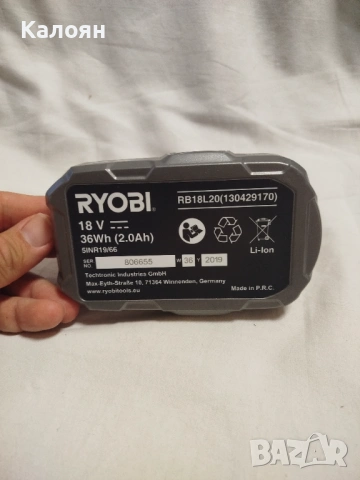 Калоян
RYOBI
RB18L20(130429170)
18 V
36Wh (2.0Ah)
5INR19/66
Li-Ion
SER NO 806655 W 36 Y 2019
Techtronic Industries GmbH
Max-Eyth-Straße 10, 71364 Winnenden, Germany
www.ryobitools.eu
Made in P.R.C.
bazar
БГ